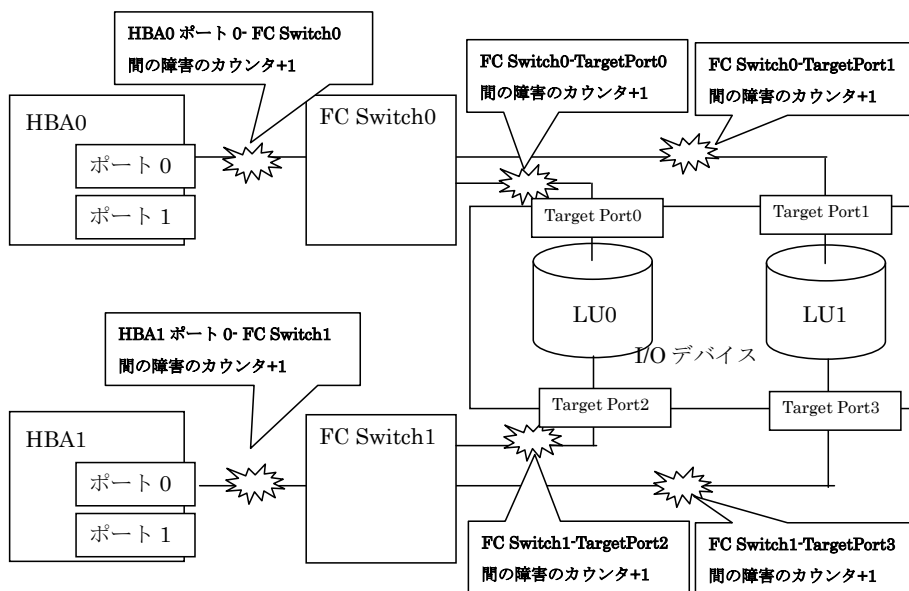 HBA0 ポート 0- FC Switch0
間の障害のカウンタ+1
FC Switch0-TargetPort0
間の障害のカウンタ+1
FC Switch0-TargetPort1
間の障害のカウンタ+1
HBA0
ポート 0
ポート 1
FC Switch0
Target Port0
Target Port1
LU0
LU1
I/O デバイス
HBA1 ポート 0- FC Switch1
間の障害のカウンタ+1
Target Port2
Target Port3
HBA1
ポート 0
ポート 1
FC Switch1
FC Switch1-TargetPort2
間の障害のカウンタ+1
FC Switch1-TargetPort3
間の障害のカウンタ+1